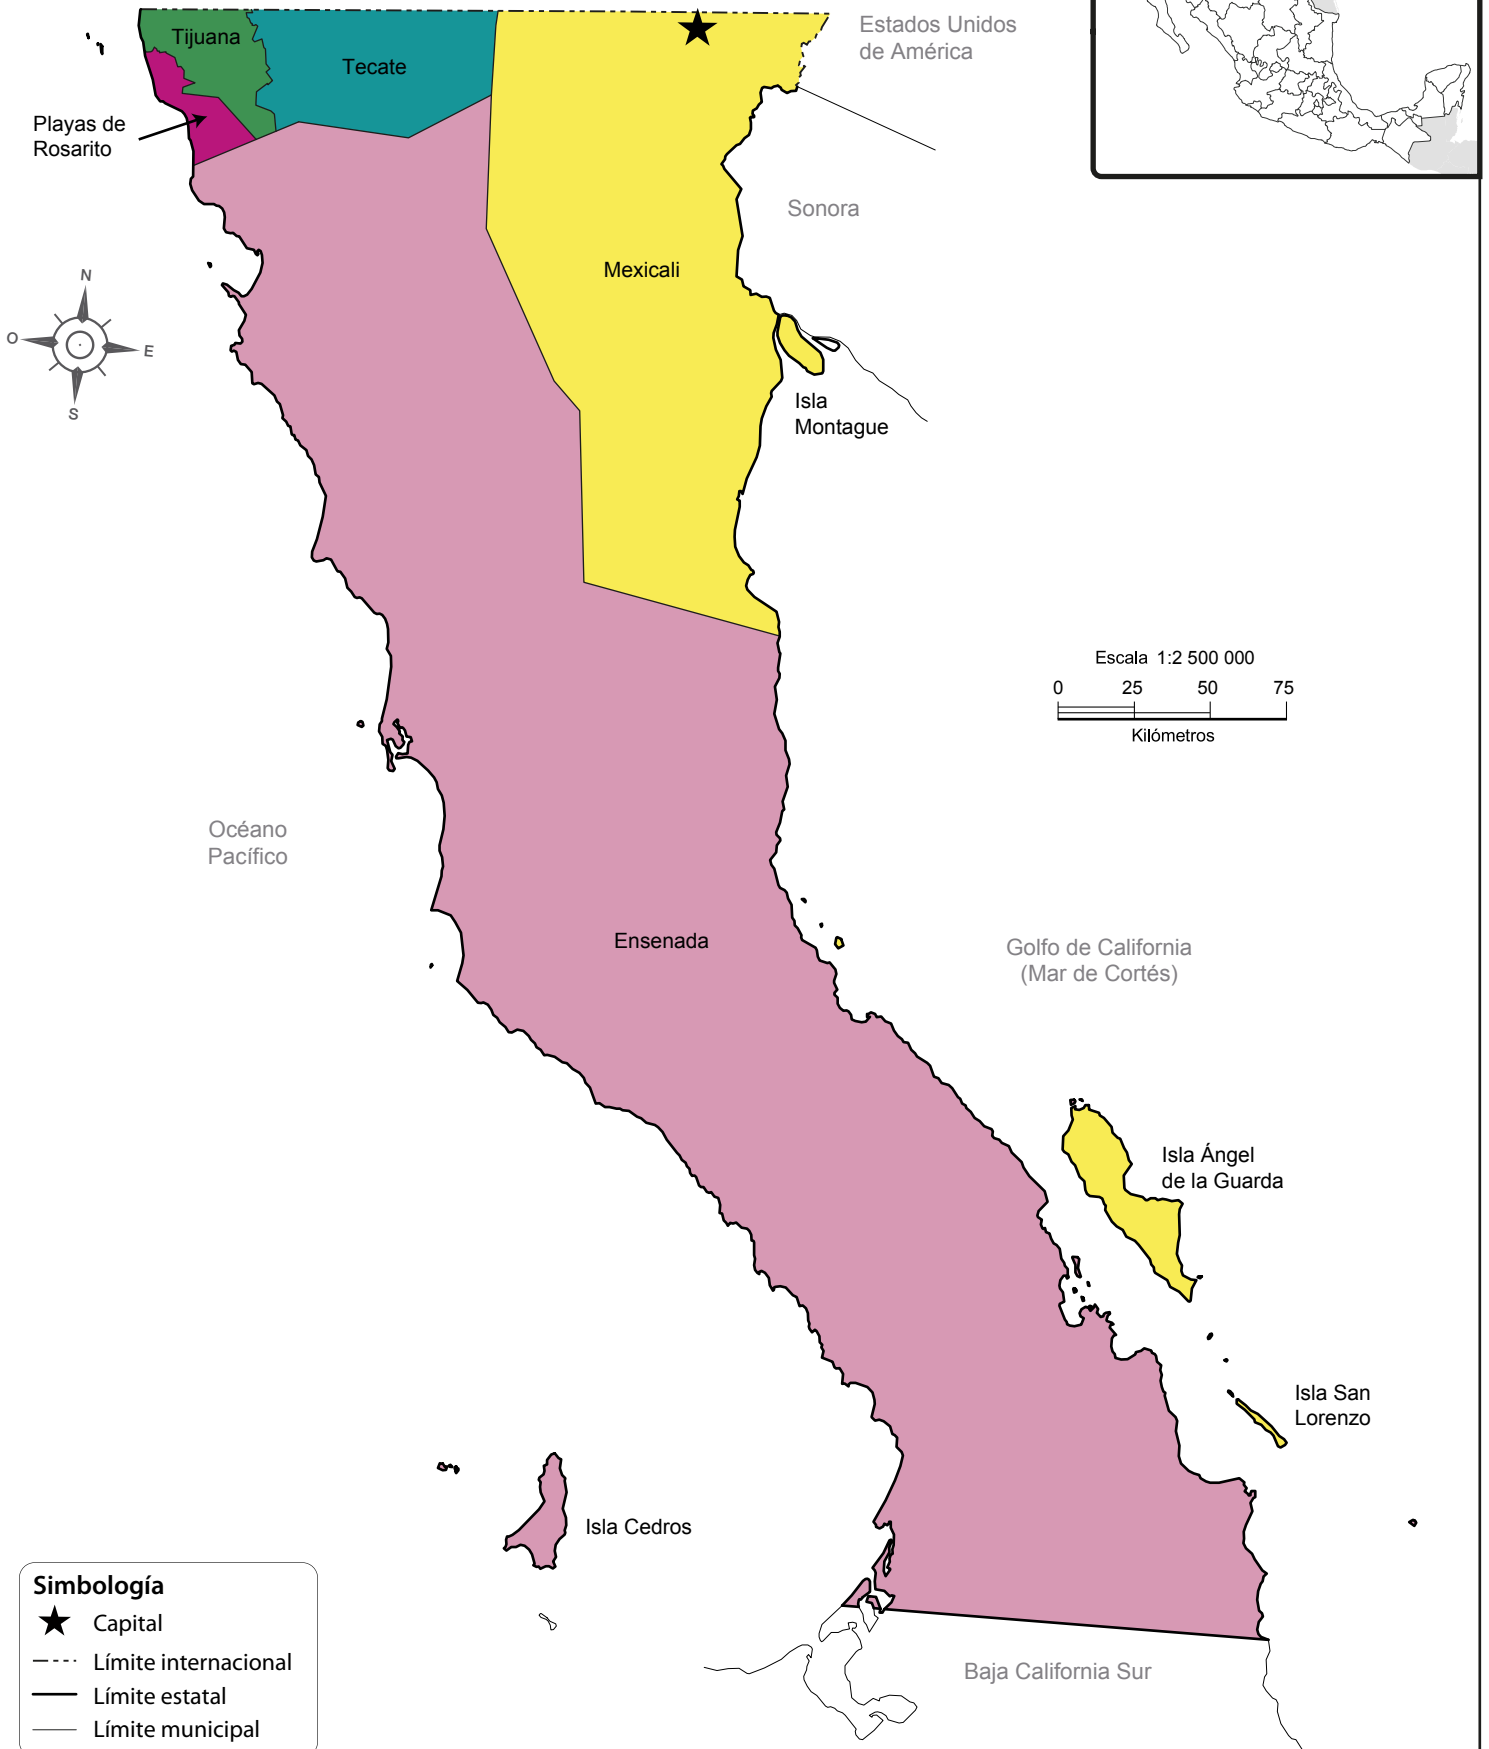 Tijuana
Tecate
Estados Unidos
de América
Playas de
Rosarito
Sonora
Mexicali
N
O
E
S
Isla
Montague
Escala 1:2 500 000
0 25 50 75
Kilómetros
Océano
Pacífico
Ensenada
Golfo de California
(Mar de Cortés)
Isla Ángel
de la Guarda
Isla San
Lorenzo
Isla Cedros
Baja California Sur
Simbología
Capital
Límite internacional
Límite estatal
Límite municipal